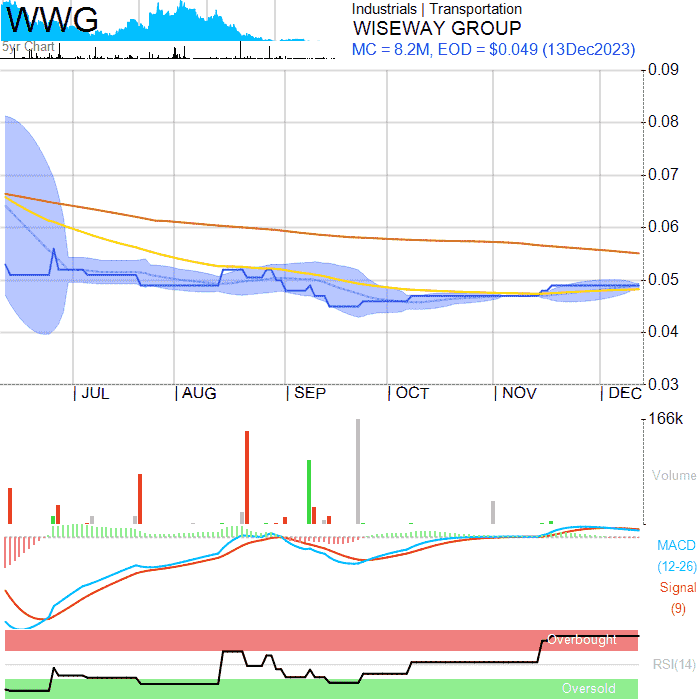 WWG
5yr Chart
Industrials | Transportation
WISEWAY GROUP
MC = 8.2M, EOD = $0.049 (13Dec2023)
0.09
0.08
0.07
0.06
0.05
0.04
0.03
| JUL | AUG | SEP | OCT | NOV | DEC
166k
Volume
MACD
(12-26)
Signal
(9)
Overbought
RSI(14)
Oversold